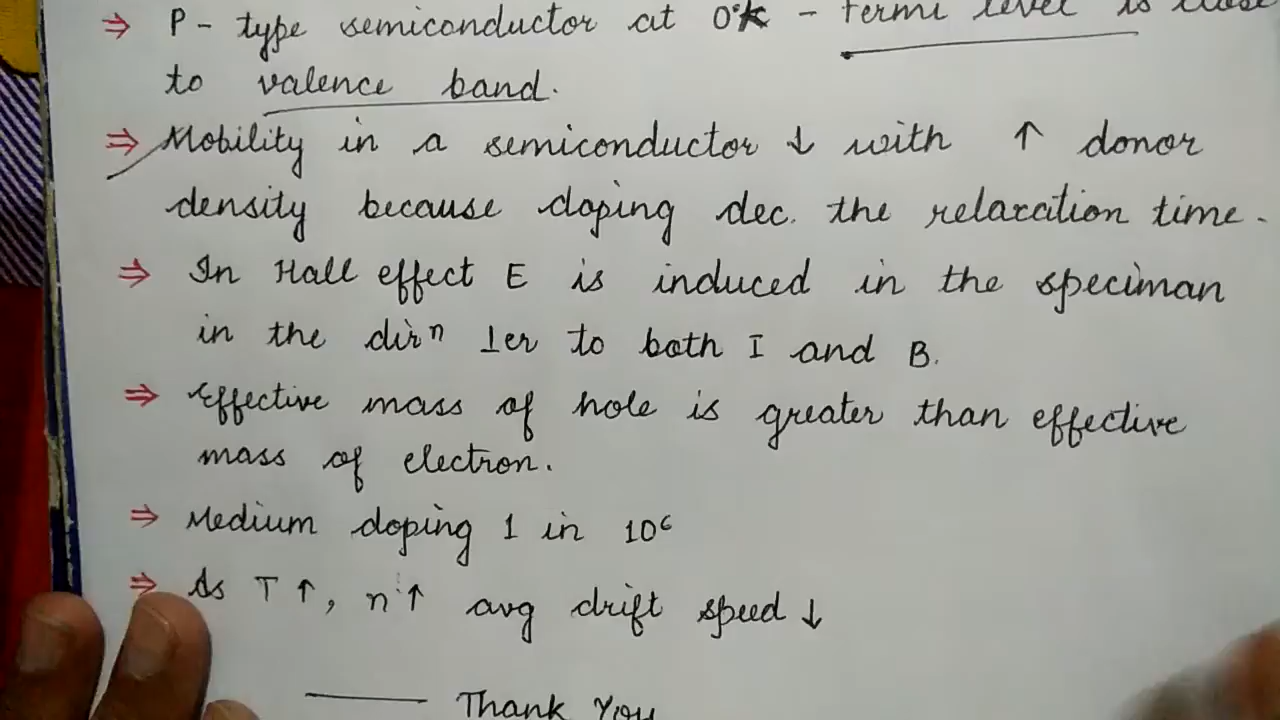 ⇒ P - type semiconductor at 0°K - Fermi level is close
to valence band.
⇒ Mobility in a semiconductor ↓ with ↑ donor
density because doping dec. the relaxation time.
⇒ In Hall effect E is induced in the speciman
in the dirⁿ ⊥er to both I and B.
⇒ Effective mass of hole is greater than effective
mass of electron.
⇒ Medium doping 1 in 10⁶
⇒ As T↑, n↑ avg drift speed ↓
—— Thank You